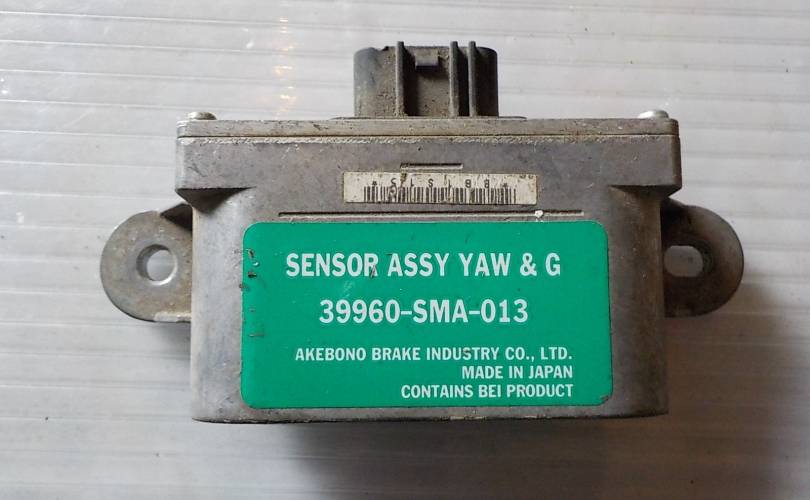 SENSOR ASSY YAW & G
39960-SMA-013
AKEBONO BRAKE INDUSTRY CO., LTD.
MADE IN JAPAN
CONTAINS BEI PRODUCT